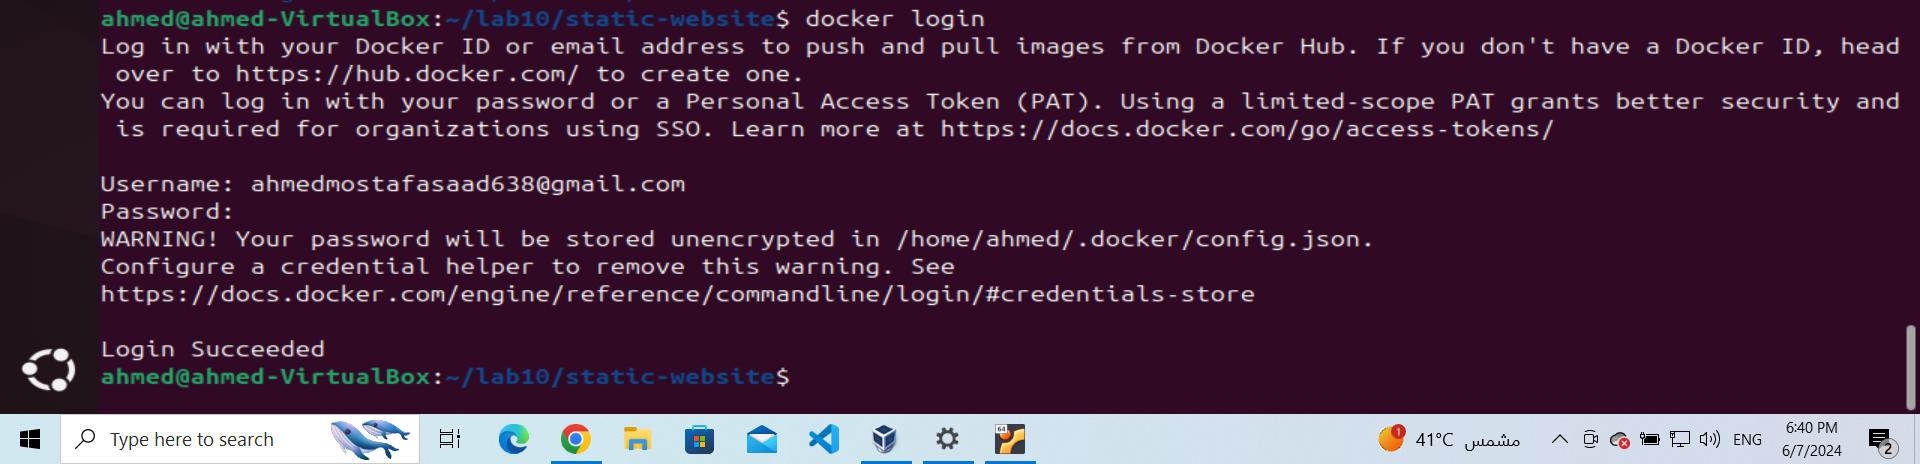 ahmed@ahmed-VirtualBox:~/lab10/static-website$ docker login
Log in with your Docker ID or email address to push and pull images from Docker Hub. If you don't have a Docker ID, head
over to https://hub.docker.com/ to create one.
You can log in with your password or a Personal Access Token (PAT). Using a limited-scope PAT grants better security and
is required for organizations using SSO. Learn more at https://docs.docker.com/go/access-tokens/
Username: ahmedmostafasaad638@gmail.com
Password:
WARNING! Your password will be stored unencrypted in /home/ahmed/.docker/config.json.
Configure a credential helper to remove this warning. See
https://docs.docker.com/engine/reference/commandline/login/#credentials-store
Login Succeeded
ahmed@ahmed-VirtualBox:~/lab10/static-website$
Type here to search
64
1
41°C مشمس
ENG
6:40 PM
6/7/2024
2